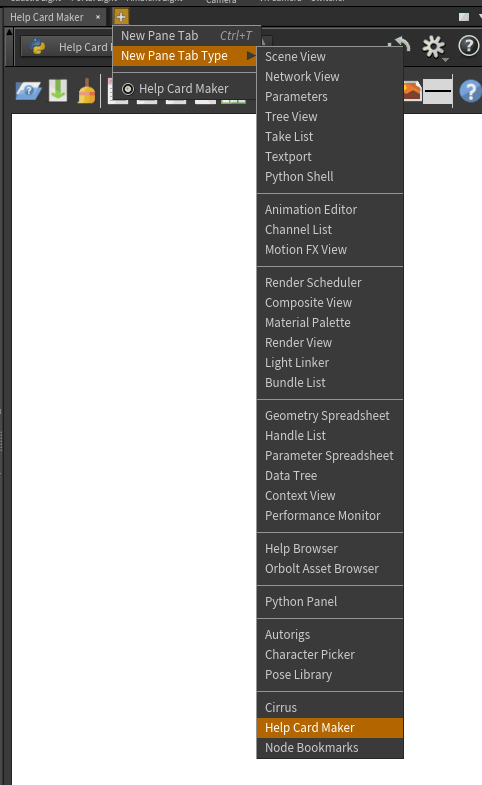 Camera
Help Card Maker
New Pane Tab Ctrl+T
New Pane Tab Type
Help Card Maker
Help Card
Scene View
Network View
Parameters
Tree View
Take List
Textport
Python Shell
Animation Editor
Channel List
Motion FX View
Render Scheduler
Composite View
Material Palette
Render View
Light Linker
Bundle List
Geometry Spreadsheet
Handle List
Parameter Spreadsheet
Data Tree
Context View
Performance Monitor
Help Browser
Orbolt Asset Browser
Python Panel
Autorigs
Character Picker
Pose Library
Cirrus
Help Card Maker
Node Bookmarks